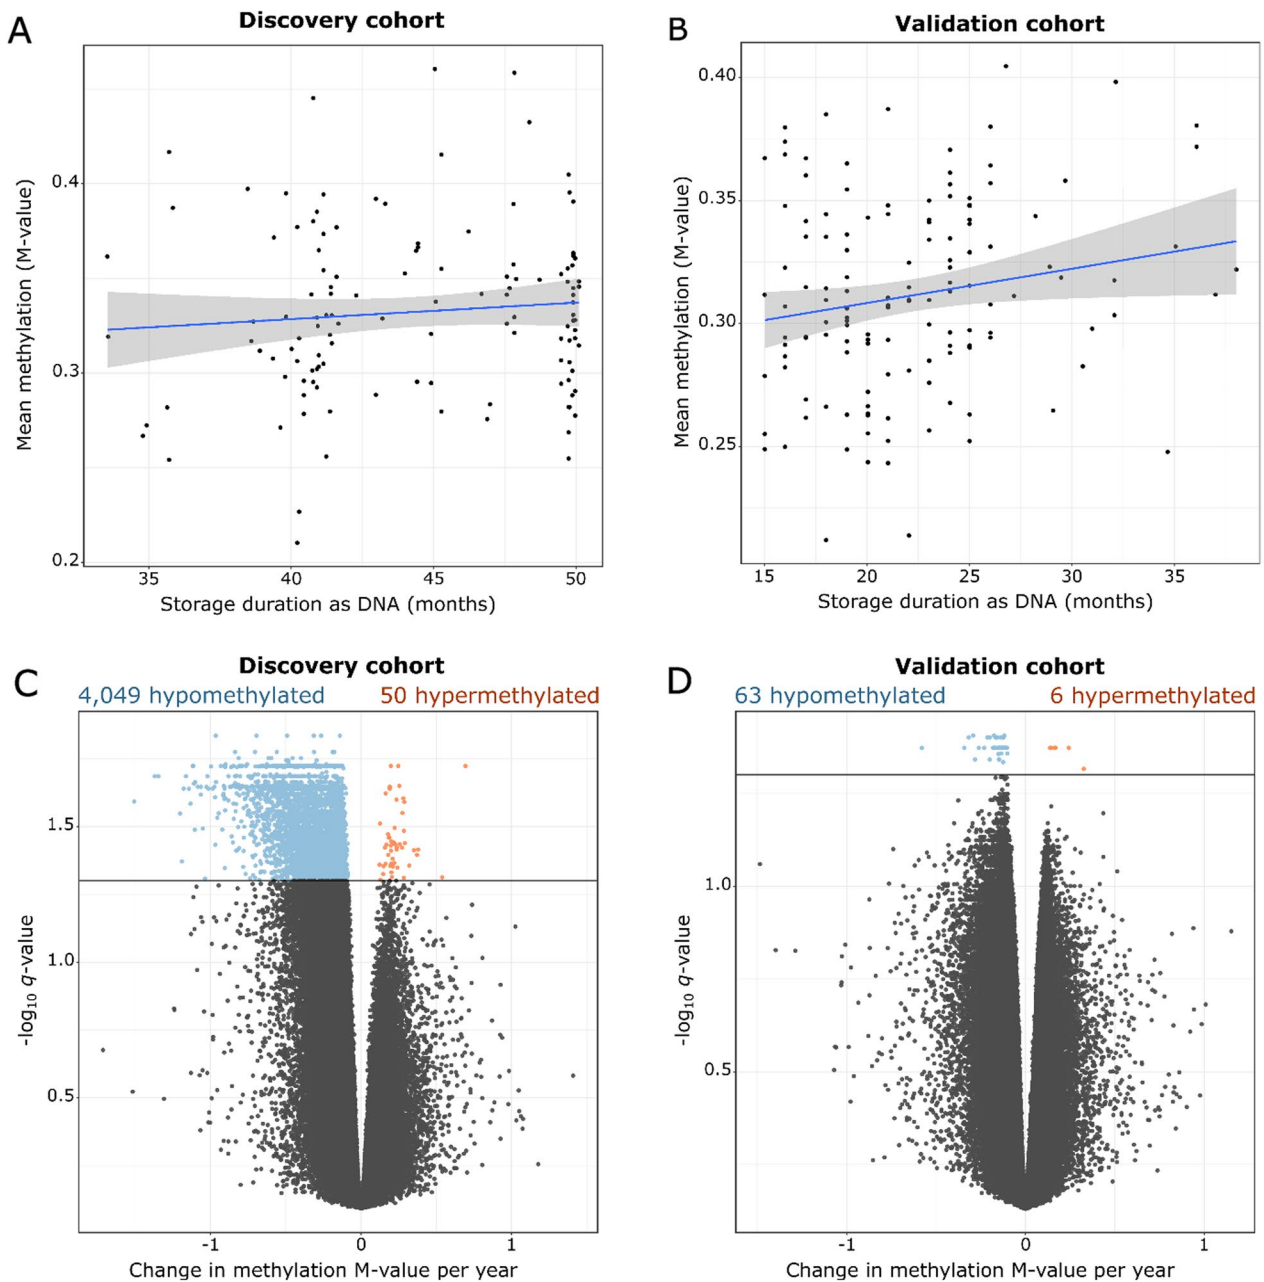 A
Discovery cohort
Mean methylation (M-value)
0.4
0.3
0.2
35 40 45 50
Storage duration as DNA (months)
B
Validation cohort
Mean methylation (M-value)
0.40
0.35
0.30
0.25
15 20 25 30 35
Storage duration as DNA (months)
C
Discovery cohort
4,049 hypomethylated 50 hypermethylated
-log10 q-value
1.5
1.0
0.5
-1 0 1
Change in methylation M-value per year
D
Validation cohort
63 hypomethylated 6 hypermethylated
-log10 q-value
1.0
0.5
-1 0 1
Change in methylation M-value per year